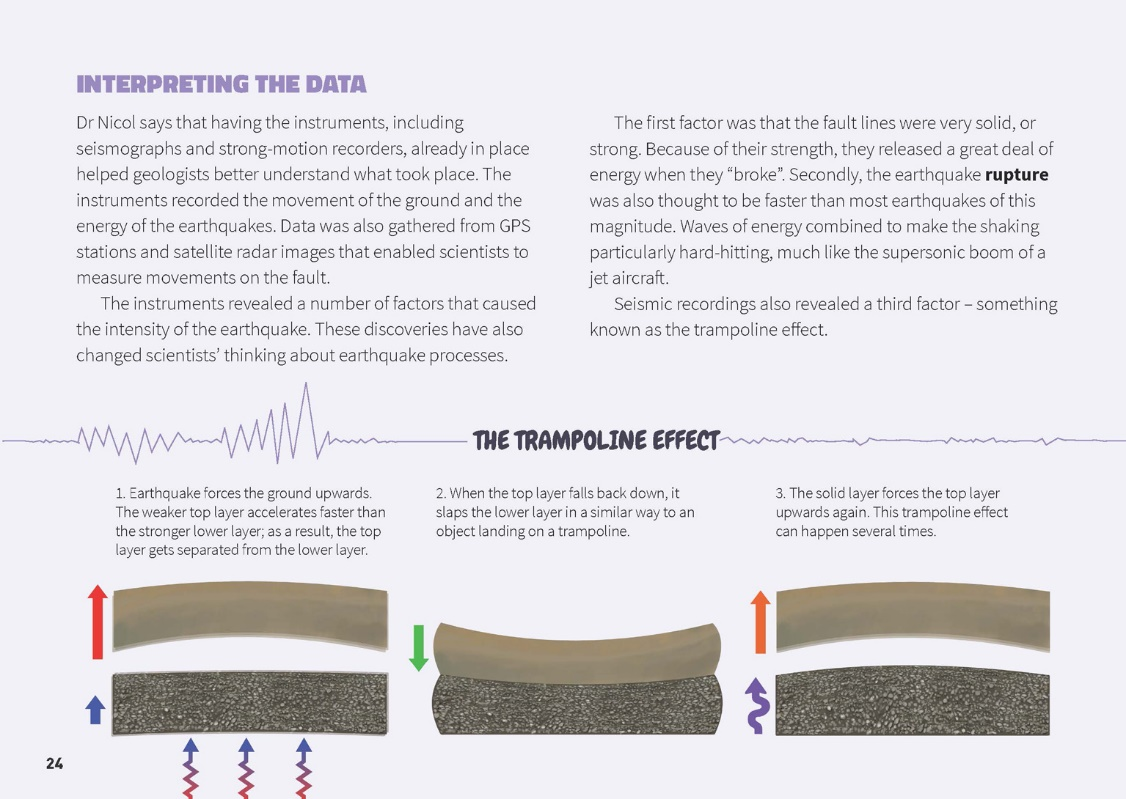 INTERPRETING THE DATA
Dr Nicol says that having the instruments, including
seismographs and strong-motion recorders, already in place
helped geologists better understand what took place. The
instruments recorded the movement of the ground and the
energy of the earthquakes. Data was also gathered from GPS
stations and satellite radar images that enabled scientists to
measure movements on the fault.
The instruments revealed a number of factors that caused
the intensity of the earthquake. These discoveries have also
changed scientists’ thinking about earthquake processes.
The first factor was that the fault lines were very solid, or
strong. Because of their strength, they released a great deal of
energy when they “broke”. Secondly, the earthquake rupture
was also thought to be faster than most earthquakes of this
magnitude. Waves of energy combined to make the shaking
particularly hard-hitting, much like the supersonic boom of a
jet aircraft.
Seismic recordings also revealed a third factor – something
known as the trampoline effect.
THE TRAMPOLINE EFFECT
1. Earthquake forces the ground upwards.
The weaker top layer accelerates faster than
the stronger lower layer; as a result, the top
layer gets separated from the lower layer.
2. When the top layer falls back down, it
slaps the lower layer in a similar way to an
object landing on a trampoline.
3. The solid layer forces the top layer
upwards again. This trampoline effect
can happen several times.
24